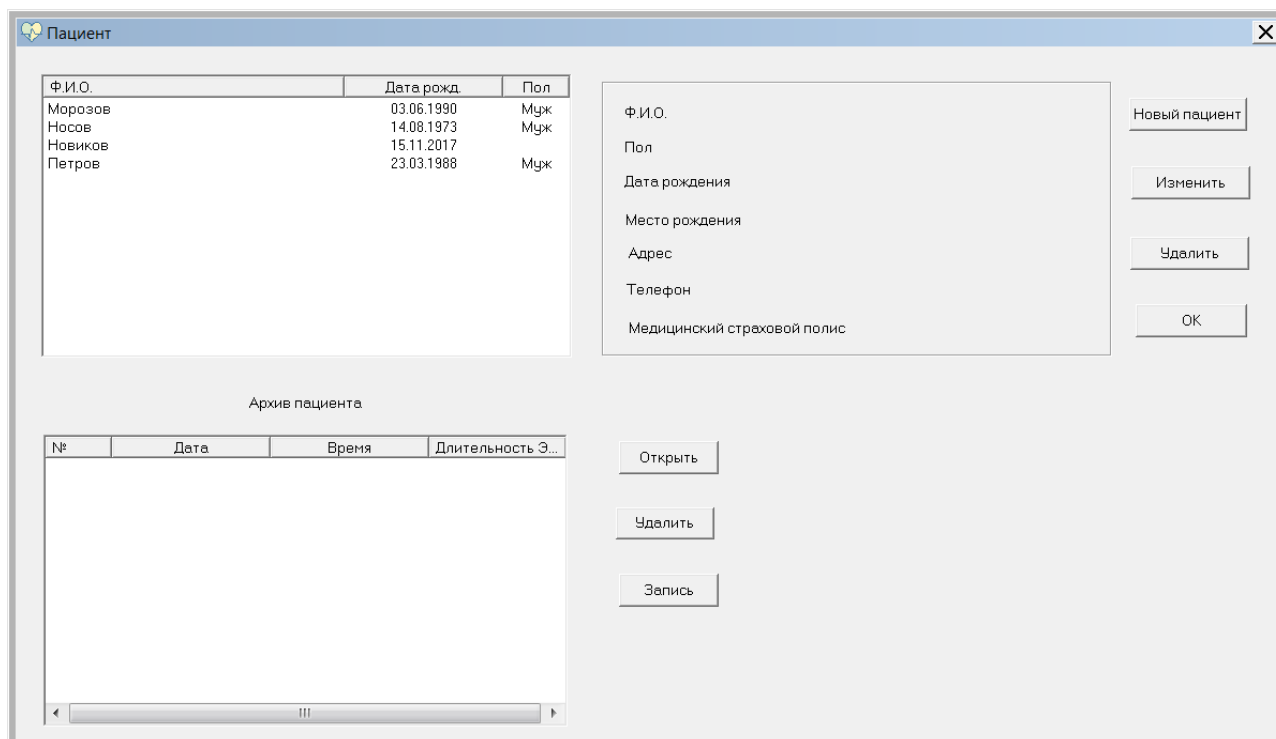 Пациент
Ф.И.О. Дата рожд. Пол
Морозов 03.06.1990 Муж
Носов 14.08.1973 Муж
Новиков 15.11.2017
Петров 23.03.1988 Муж
Ф.И.О.
Пол
Дата рождения
Место рождения
Адрес
Телефон
Медицинский страховой полис
Новый пациент
Изменить
Удалить
ОК
Архив пациента
№ Дата Время Длительность Э...
Открыть
Удалить
Запись